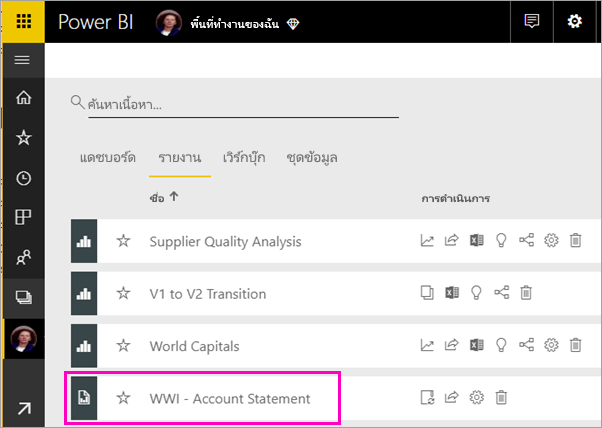 Power BI พื้นที่ทำงานของฉัน
ค้นหาเนื้อหา...
แดชบอร์ด รายงาน เวิร์กบุ๊ก ชุดข้อมูล
ชื่อ การดำเนินการ
Supplier Quality Analysis
V1 to V2 Transition
World Capitals
WWI - Account Statement